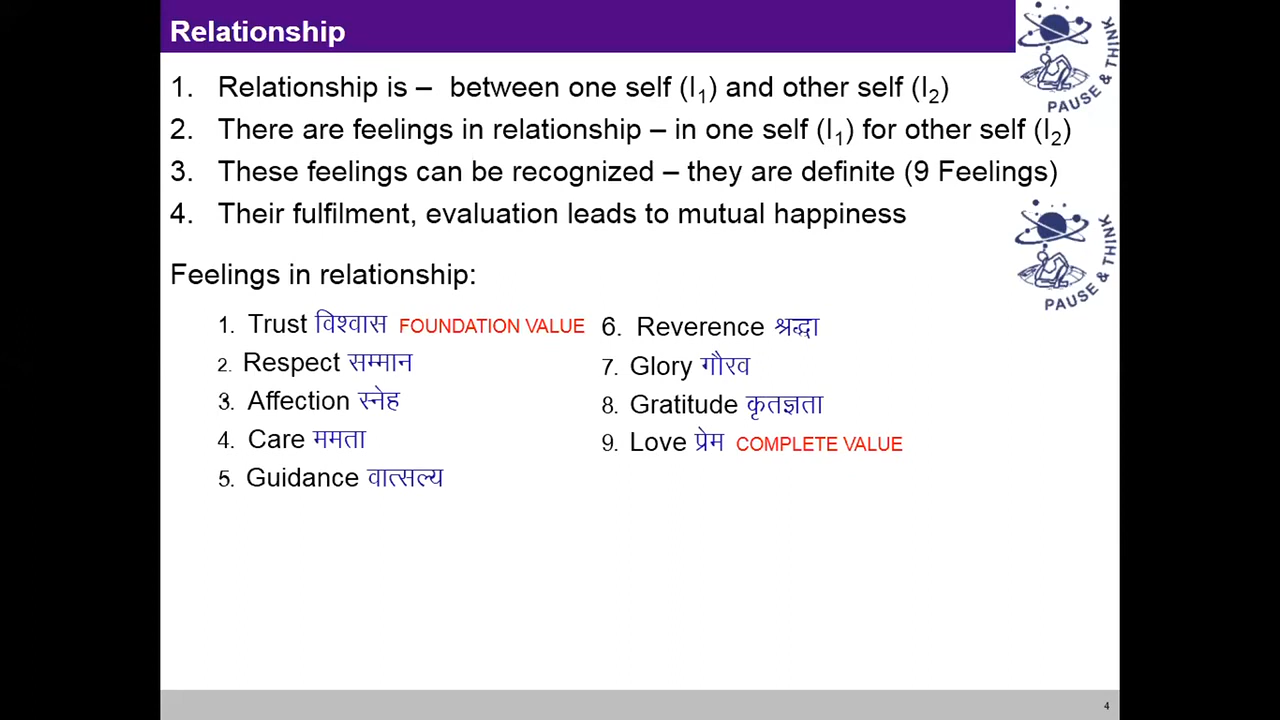 Relationship
PAUSE & THINK
1. Relationship is – between one self (I1) and other self (I2)
2. There are feelings in relationship – in one self (I1) for other self (I2)
3. These feelings can be recognized – they are definite (9 Feelings)
4. Their fulfilment, evaluation leads to mutual happiness
PAUSE & THINK
Feelings in relationship:
1. Trust विश्वास FOUNDATION VALUE
2. Respect सम्मान
3. Affection स्नेह
4. Care ममता
5. Guidance वात्सल्य
6. Reverence श्रद्धा
7. Glory गौरव
8. Gratitude कृतज्ञता
9. Love प्रेम COMPLETE VALUE
4